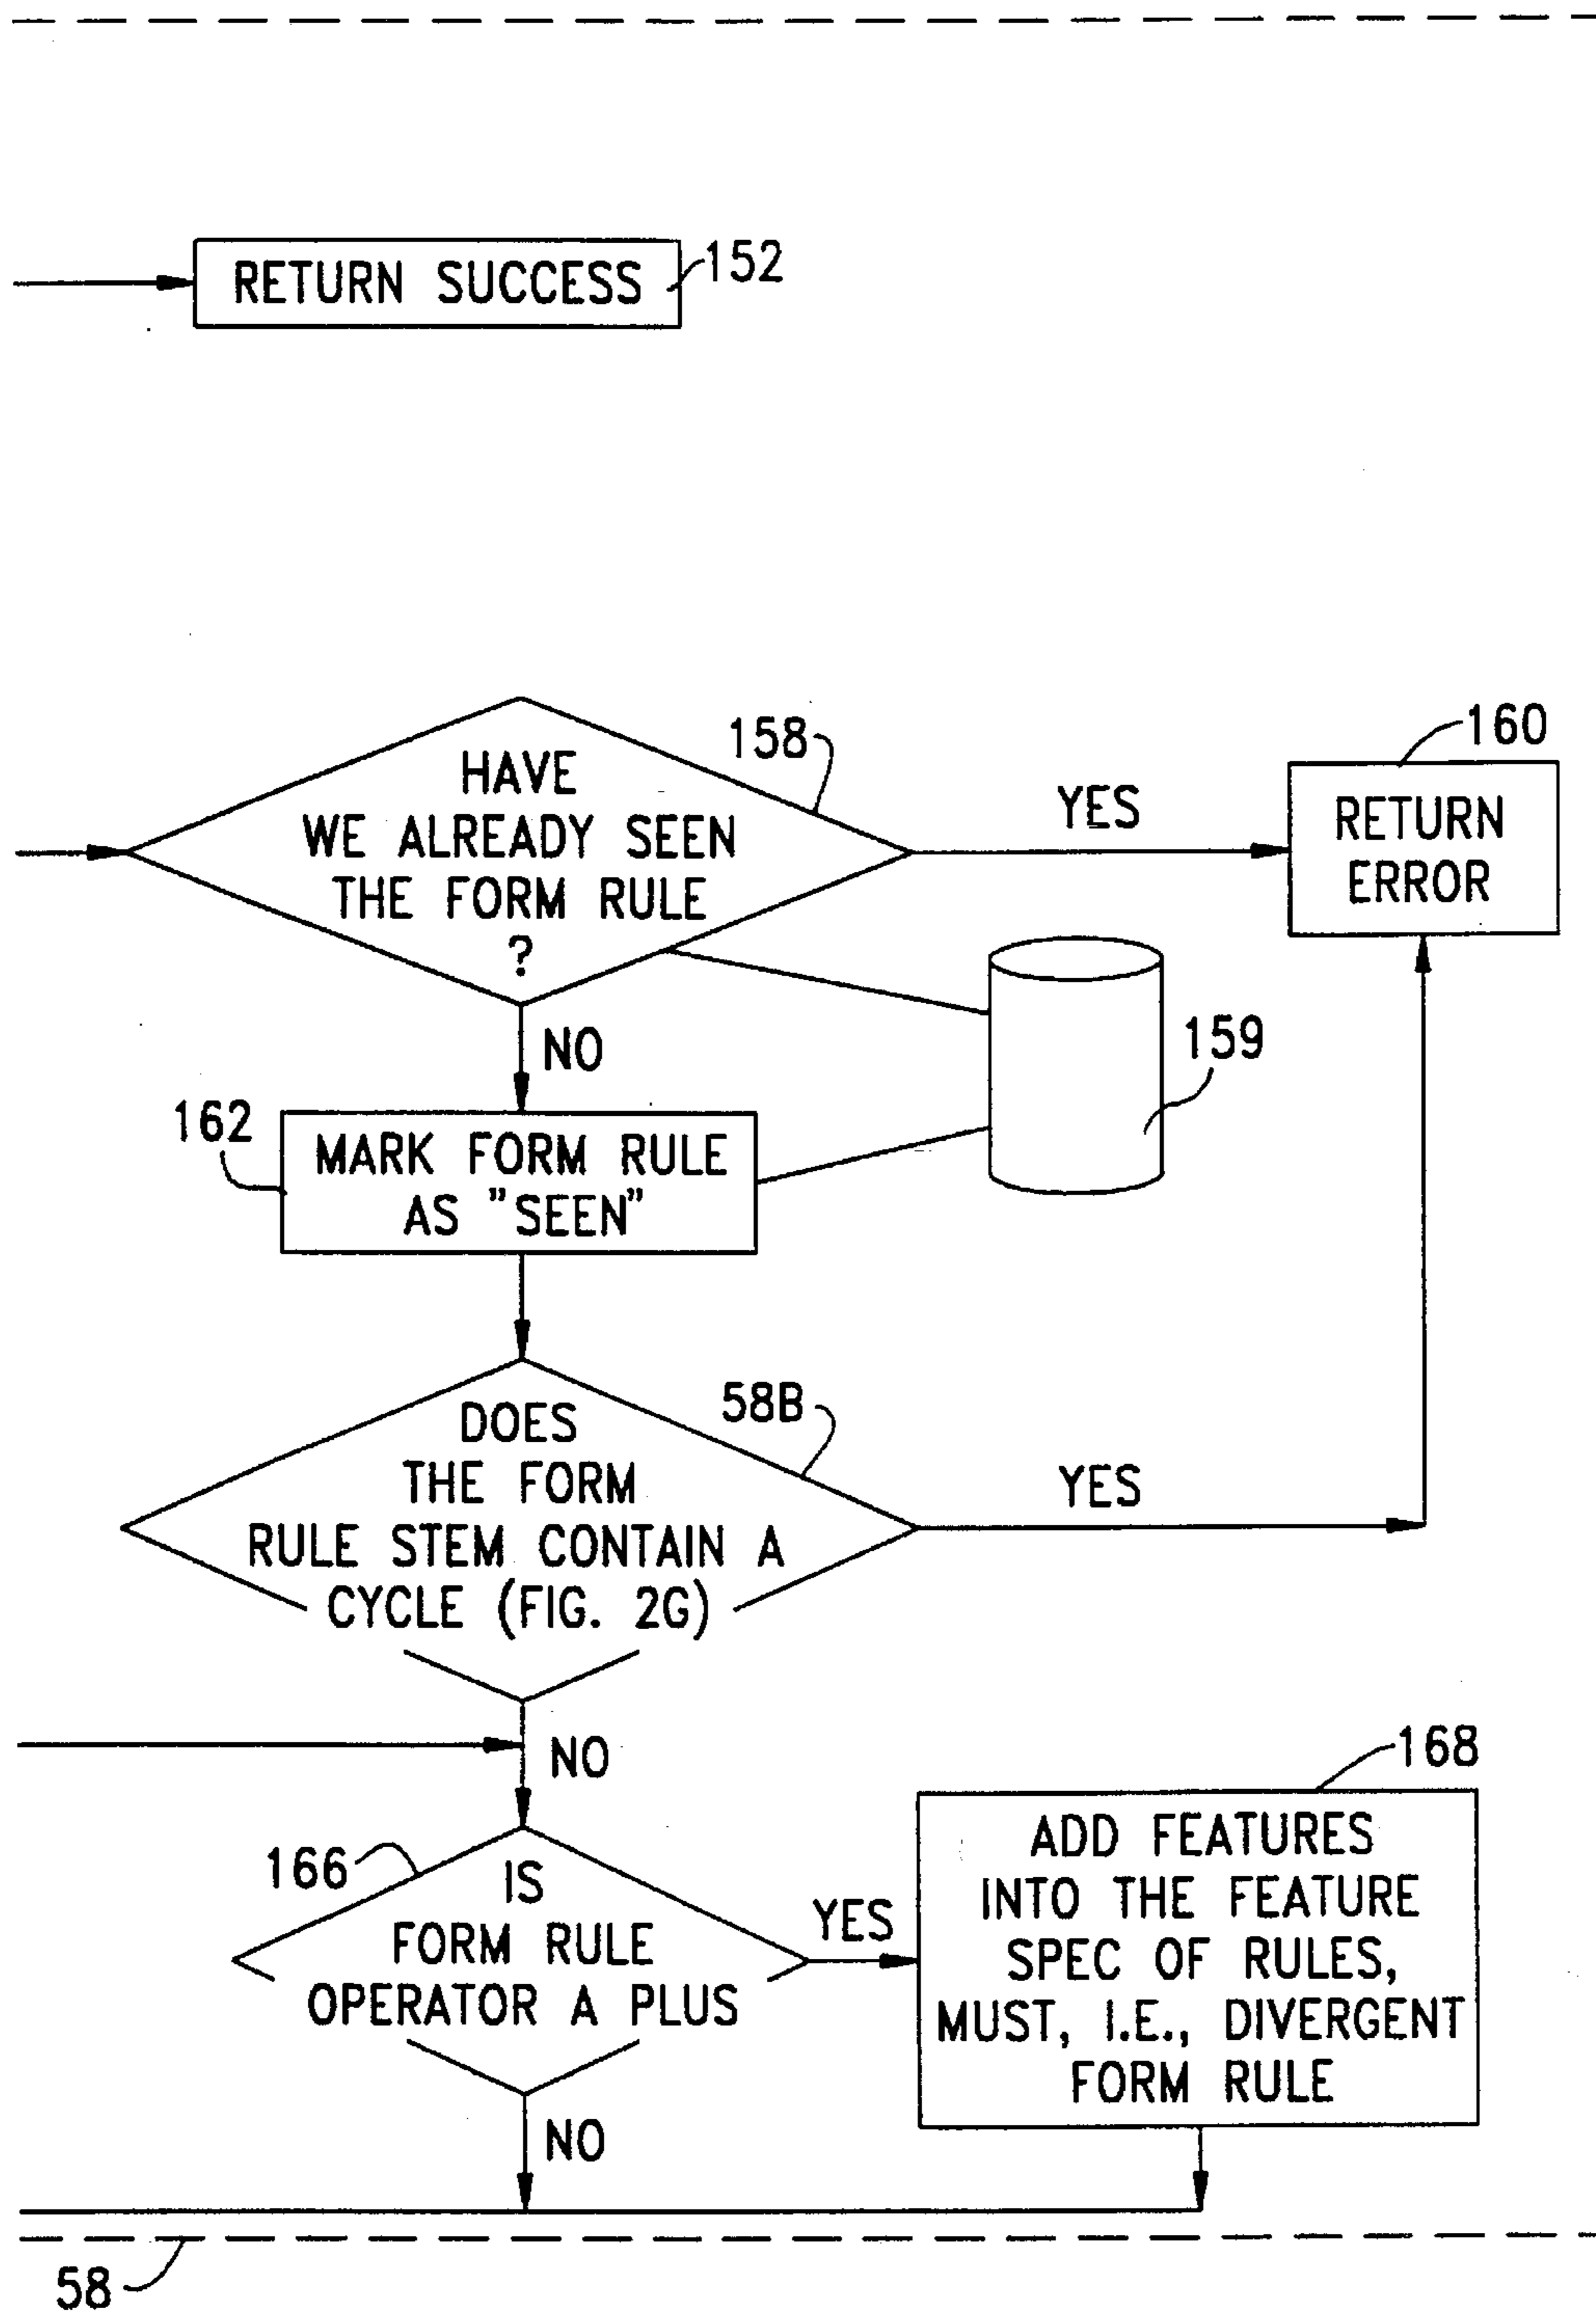 RETURN SUCCESS
152
158
HAVE
WE ALREADY SEEN
THE FORM RULE
?
YES
160
RETURN
ERROR
NO
159
162
MARK FORM RULE
AS "SEEN"
58B
DOES
THE FORM
RULE STEM CONTAIN A
CYCLE (FIG. 2G)
YES
NO
166
IS
FORM RULE
OPERATOR A PLUS
YES
168
ADD FEATURES
INTO THE FEATURE
SPEC OF RULES,
MUST, I.E., DIVERGENT
FORM RULE
NO
58